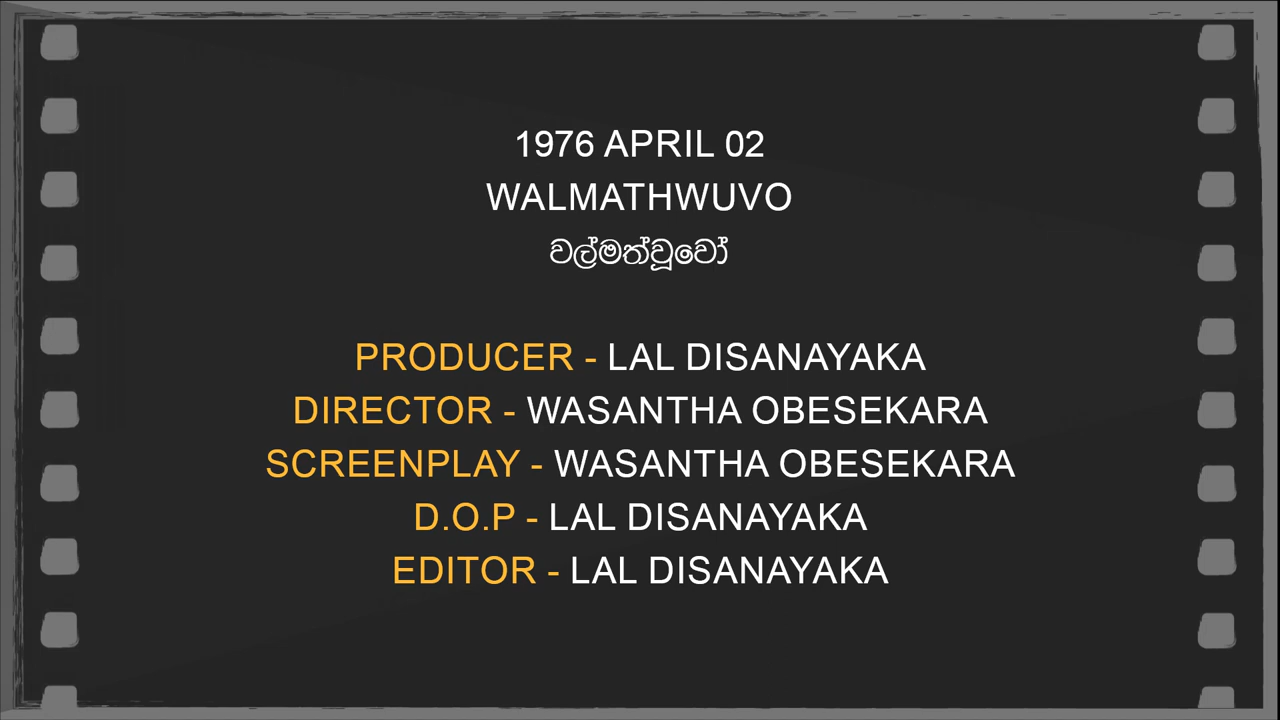 1976 APRIL 02
WALMATHWUVO
වල්මත්වූවෝ
PRODUCER - LAL DISANAYAKA
DIRECTOR - WASANTHA OBESEKARA
SCREENPLAY - WASANTHA OBESEKARA
D.O.P - LAL DISANAYAKA
EDITOR - LAL DISANAYAKA